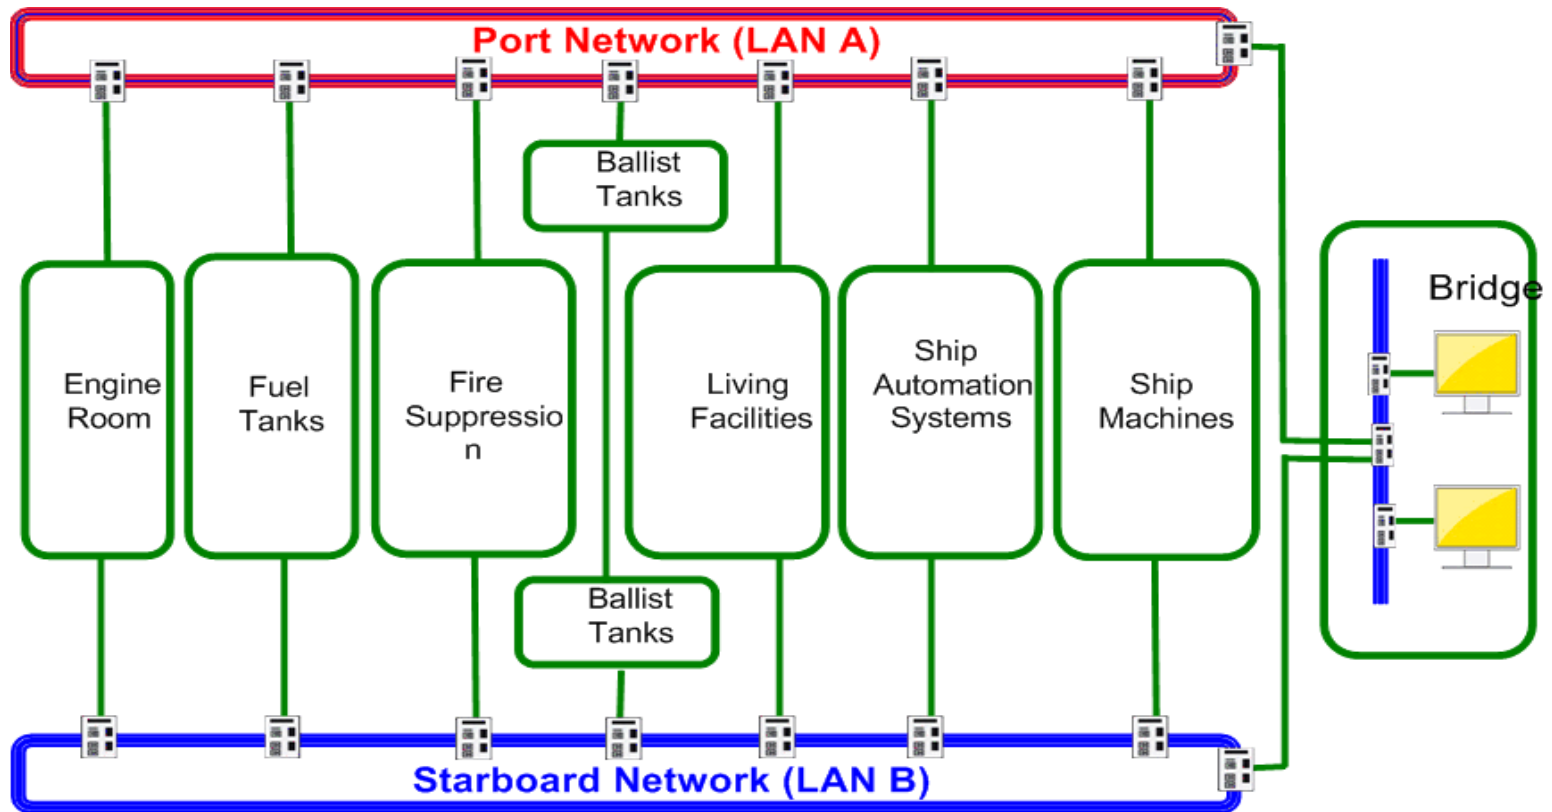 Port Network (LAN A)
Ballist
Tanks
Engine
Room
Fuel
Tanks
Fire
Suppressio
n
Living
Facilities
Ship
Automation
Systems
Ship
Machines
Bridge
Ballist
Tanks
Starboard Network (LAN B)